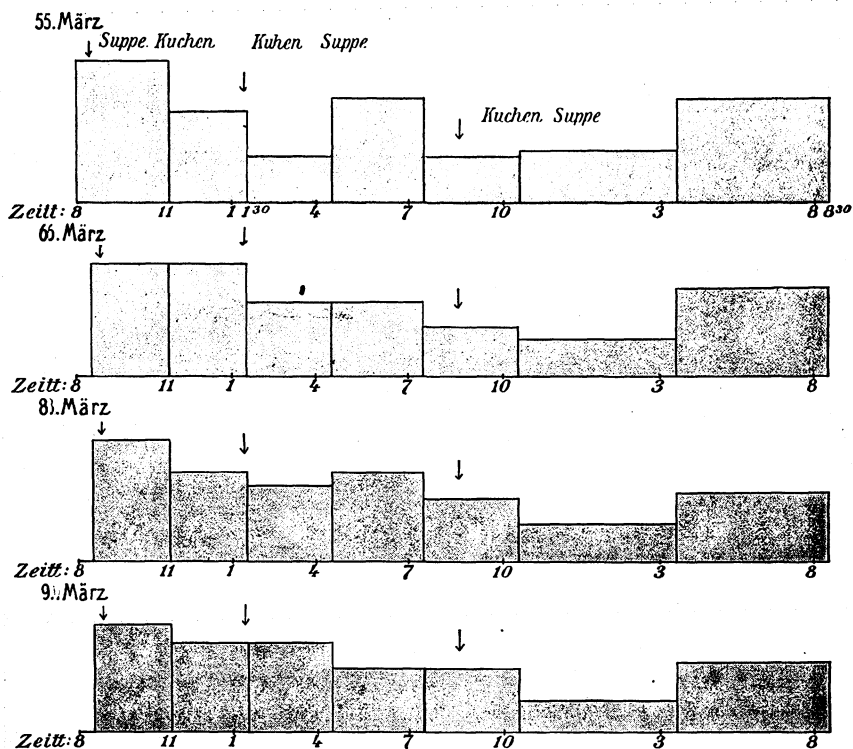 55. März
Suppe. Kuchen Kuhen Suppe
Kuchen Suppe
Zeitt: 8 11 1 1³⁰ 4 7 10 3 8 8³⁰
66. März
Zeitt: 8 11 1 4 7 10 3 8
8). März
Zeitt: 8 11 1 4 7 10 3 8
9). März
Zeitt: 8 11 1 4 7 10 3 8